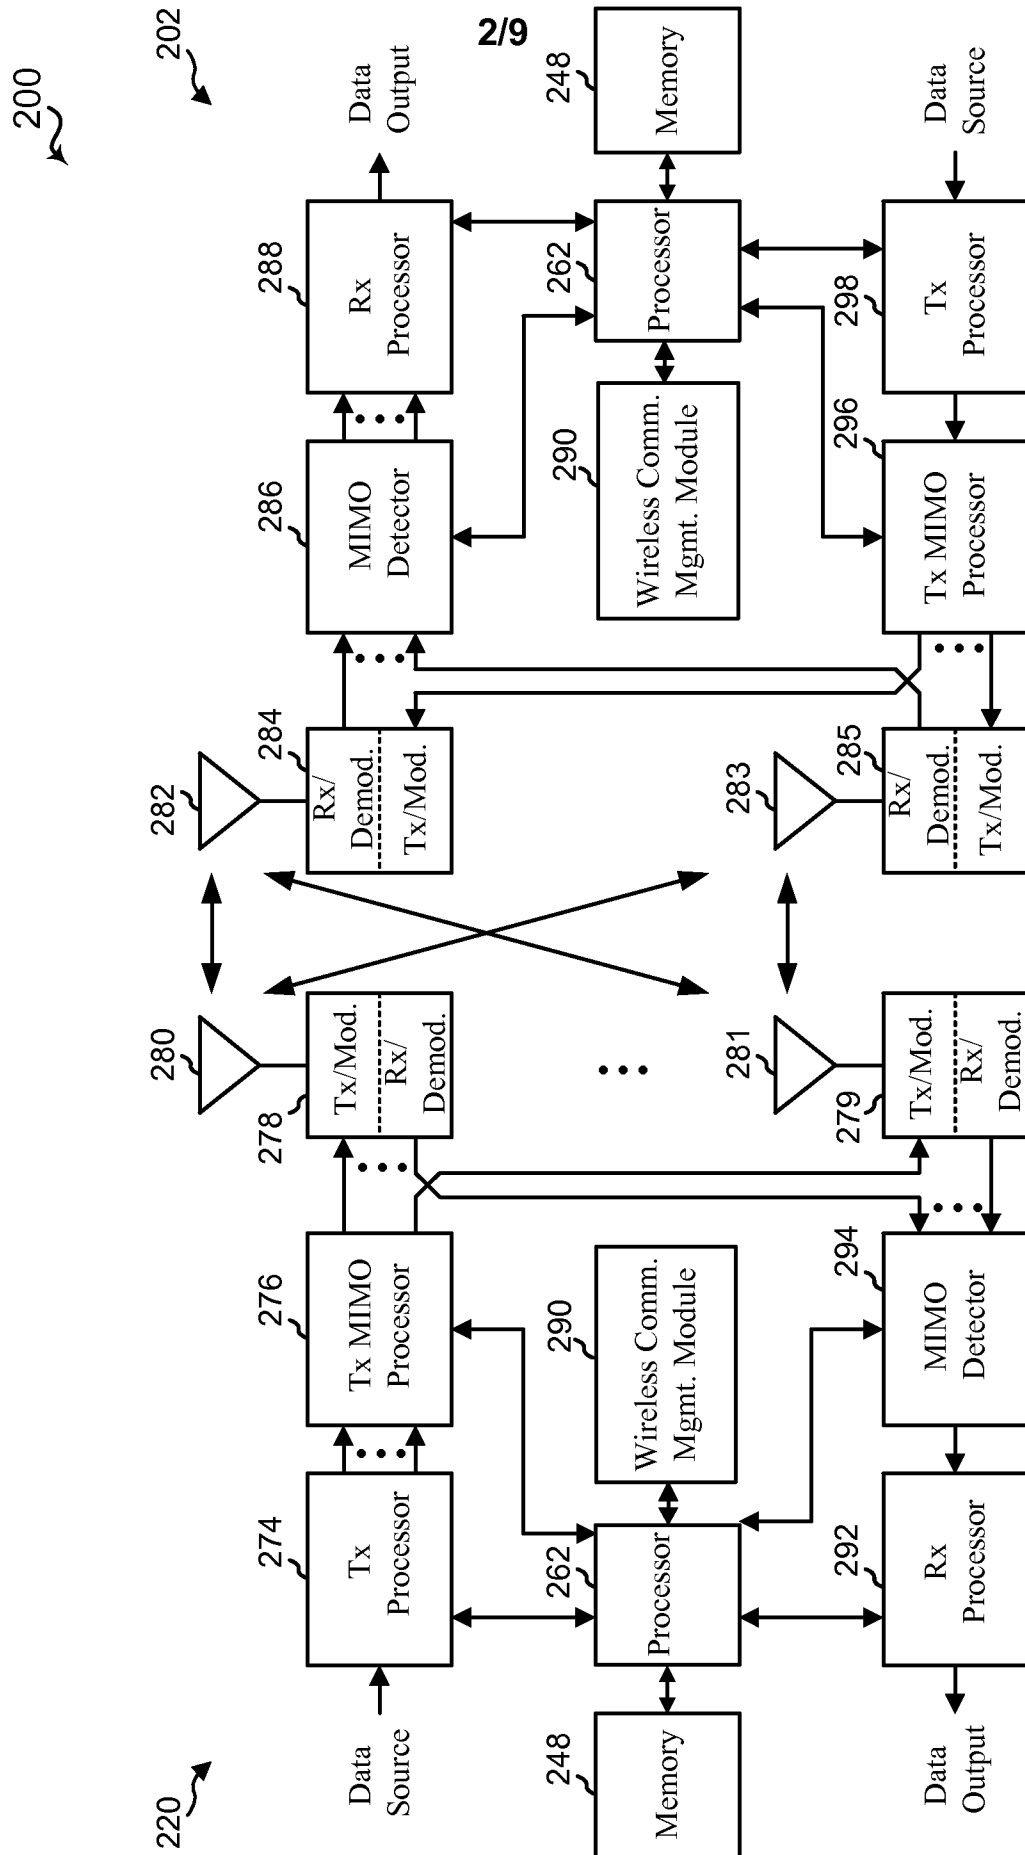 2/9
200
220
202
Data
Source
274
Tx
Processor
276
Tx MIMO
Processor
278
Tx/Mod.
Rx/
Demod.
280
282
284
Rx/
Demod.
Tx/Mod.
286
MIMO
Detector
288
Rx
Processor
Data
Output
248
Memory
262
Processor
290
Wireless Comm.
Mgmt. Module
290
Wireless Comm.
Mgmt. Module
262
Processor
248
Memory
Data
Output
292
Rx
Processor
294
MIMO
Detector
279
Tx/Mod.
Rx/
Demod.
281
283
285
Rx/
Demod.
Tx/Mod.
296
Tx MIMO
Processor
298
Tx
Processor
Data
Source